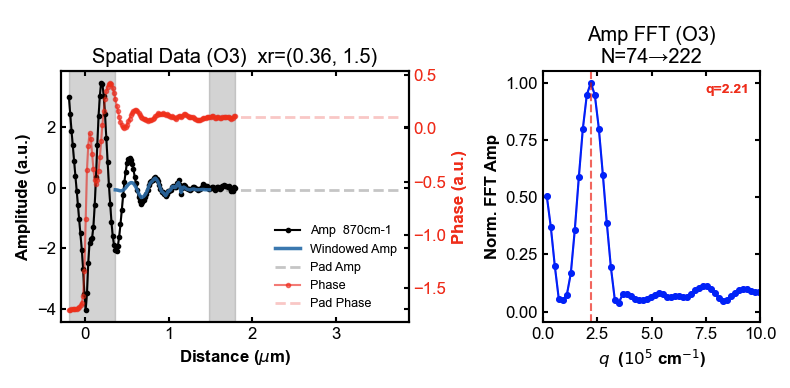 Spatial Data (O3)  xr=(0.36, 1.5)
Amplitude (a.u.)
2
0
−2
−4
0.5
0.0
−0.5
−1.0
−1.5
Phase (a.u.)
Amp  870cm-1
Windowed Amp
Pad Amp
Phase
Pad Phase
0
1
2
3
Distance (μm)
Amp FFT (O3)
N=74→222
Norm. FFT Amp
1.00
0.75
0.50
0.25
0.00
q=2.21
0.0
2.5
5.0
7.5
10.0
q  (10⁵ cm⁻¹)